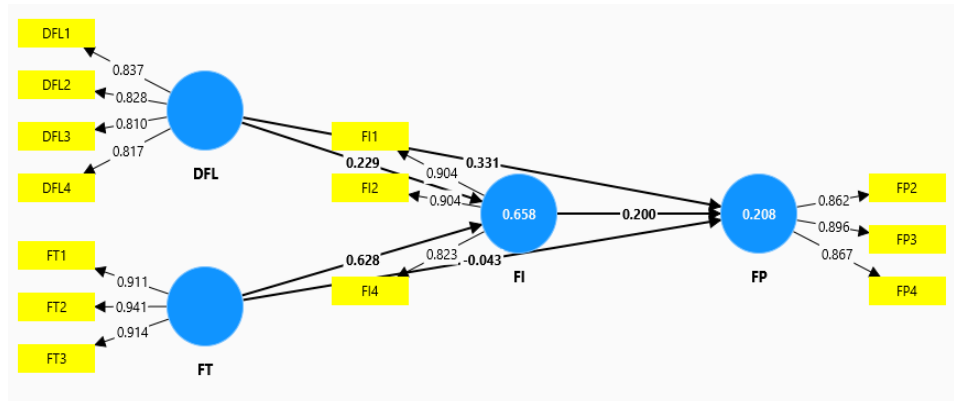 DFL1
0.837
DFL2
0.828
DFL3
0.810
0.817
DFL4
DFL
FI1
0.331
0.229
0.904
FI2
0.904
0.658
0.200
0.208
0.862
FP2
0.896
FP3
0.867
FP4
FT1
0.911
FT2
0.941
0.914
FT3
FT
0.628
0.823
-0.043
FI4
FI
FP